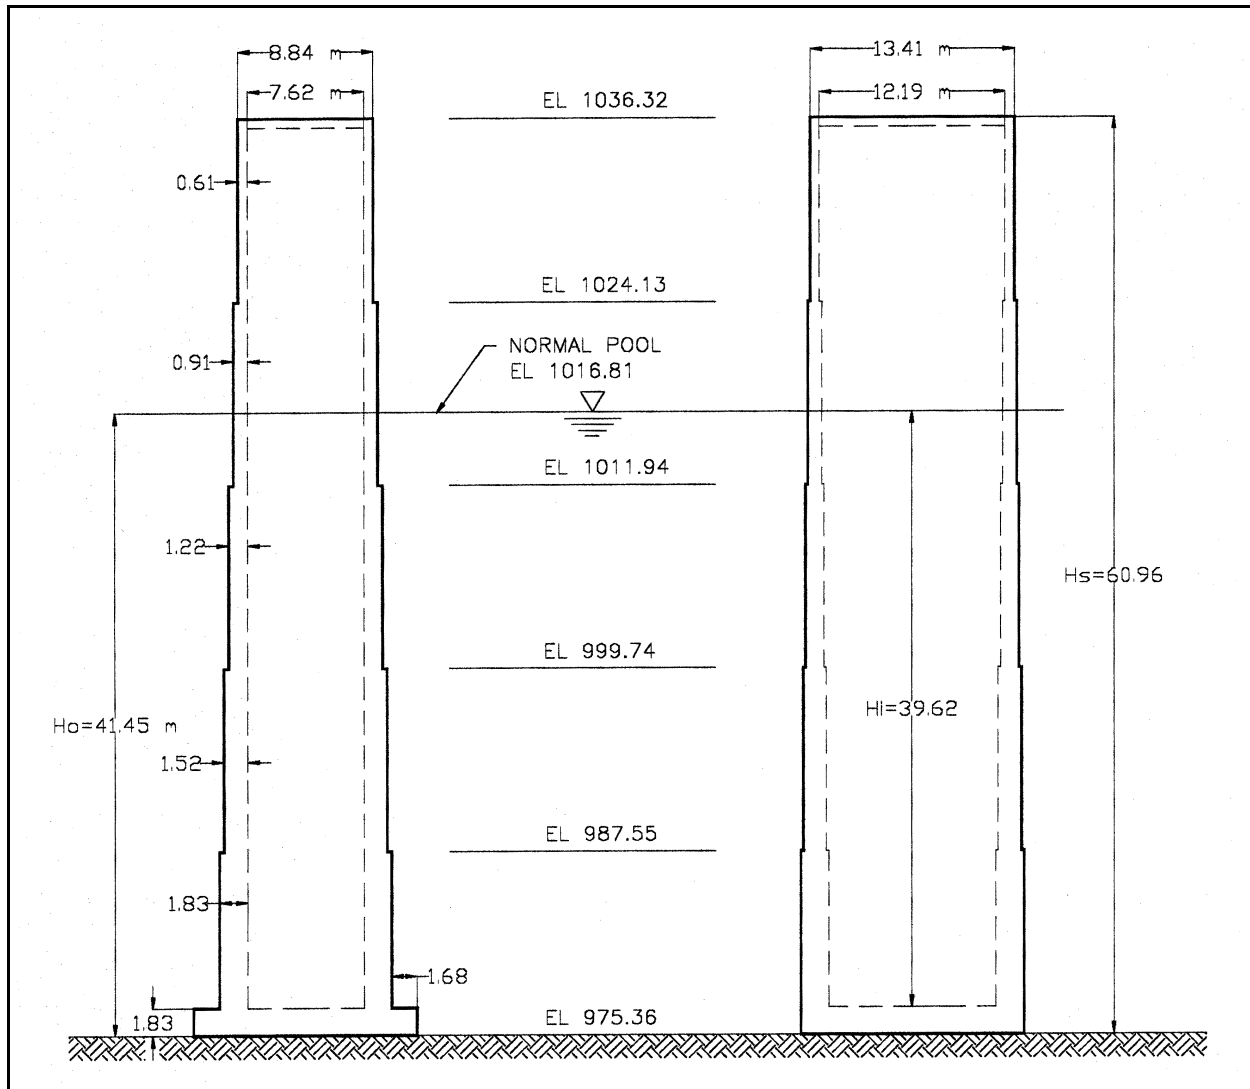 8.84 m
13.41 m
7.62 m
12.19 m
EL 1036.32
0.61
EL 1024.13
NORMAL POOL
EL 1016.81
0.91
EL 1011.94
1.22
Hs=60.96
EL 999.74
Ho=41.45 m
Hi=39.62
1.52
EL 987.55
1.83
1.68
1.83
EL 975.36